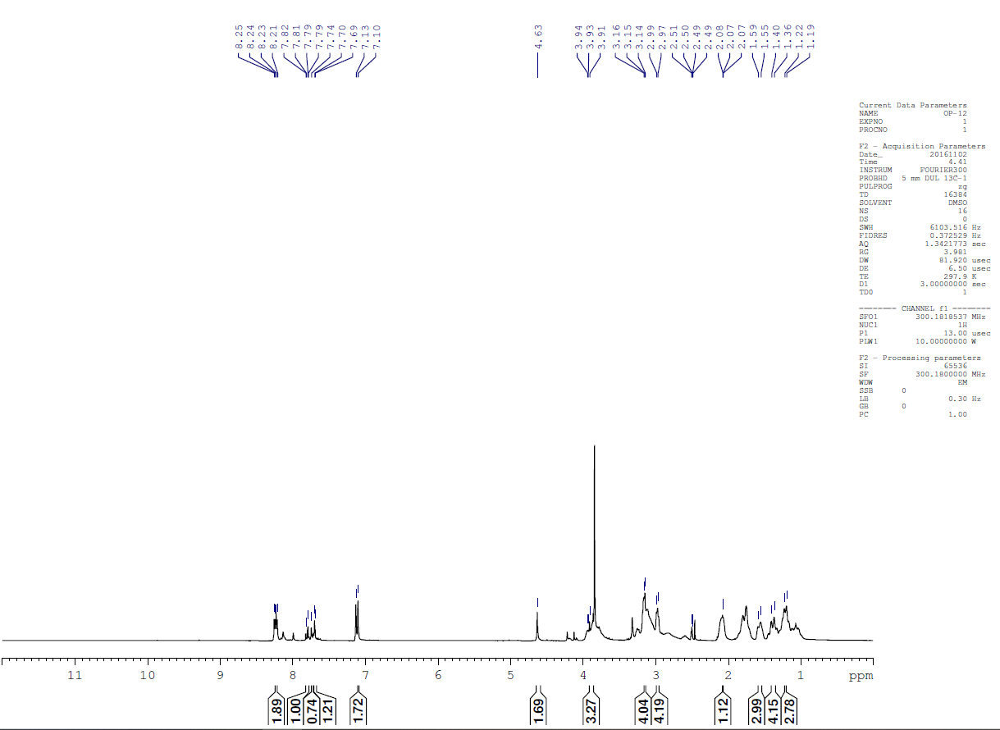 8.25
8.24
8.23
8.21
7.82
7.81
7.79
7.79
7.74
7.70
7.69
7.13
7.10
4.63
3.94
3.93
3.91
3.16
3.15
3.14
2.99
2.97
2.51
2.50
2.49
2.49
2.08
2.07
2.07
1.59
1.55
1.40
1.36
1.22
1.19
Current Data Parameters
NAME OP-12
EXPNO 1
PROCNO 1
F2 - Acquisition Parameters
Date_ 20161102
Time 4.41
INSTRUM FOURIER300
PROBHD 5 mm DUL 13C-1
PULPROG zg
TD 16384
SOLVENT DMSO
NS 16
DS 0
SWH 6103.516 Hz
FIDRES 0.372529 Hz
AQ 1.3421773 sec
RG 3.981
DW 81.920 usec
DE 6.50 usec
TE 297.9 K
D1 3.00000000 sec
TD0 1
======== CHANNEL f1 ========
SFO1 300.1818537 MHz
NUC1 1H
P1 13.00 usec
PLW1 10.00000000 W
F2 - Processing parameters
SI 65536
SF 300.1800000 MHz
WDW EM
SSB 0
LB 0.30 Hz
GB 0
PC 1.00
11 10 9 8 7 6 5 4 3 2 1 ppm
1.89
1.00
0.74
1.21
1.72
1.69
3.27
4.04
4.19
1.12
2.99
4.15
2.78